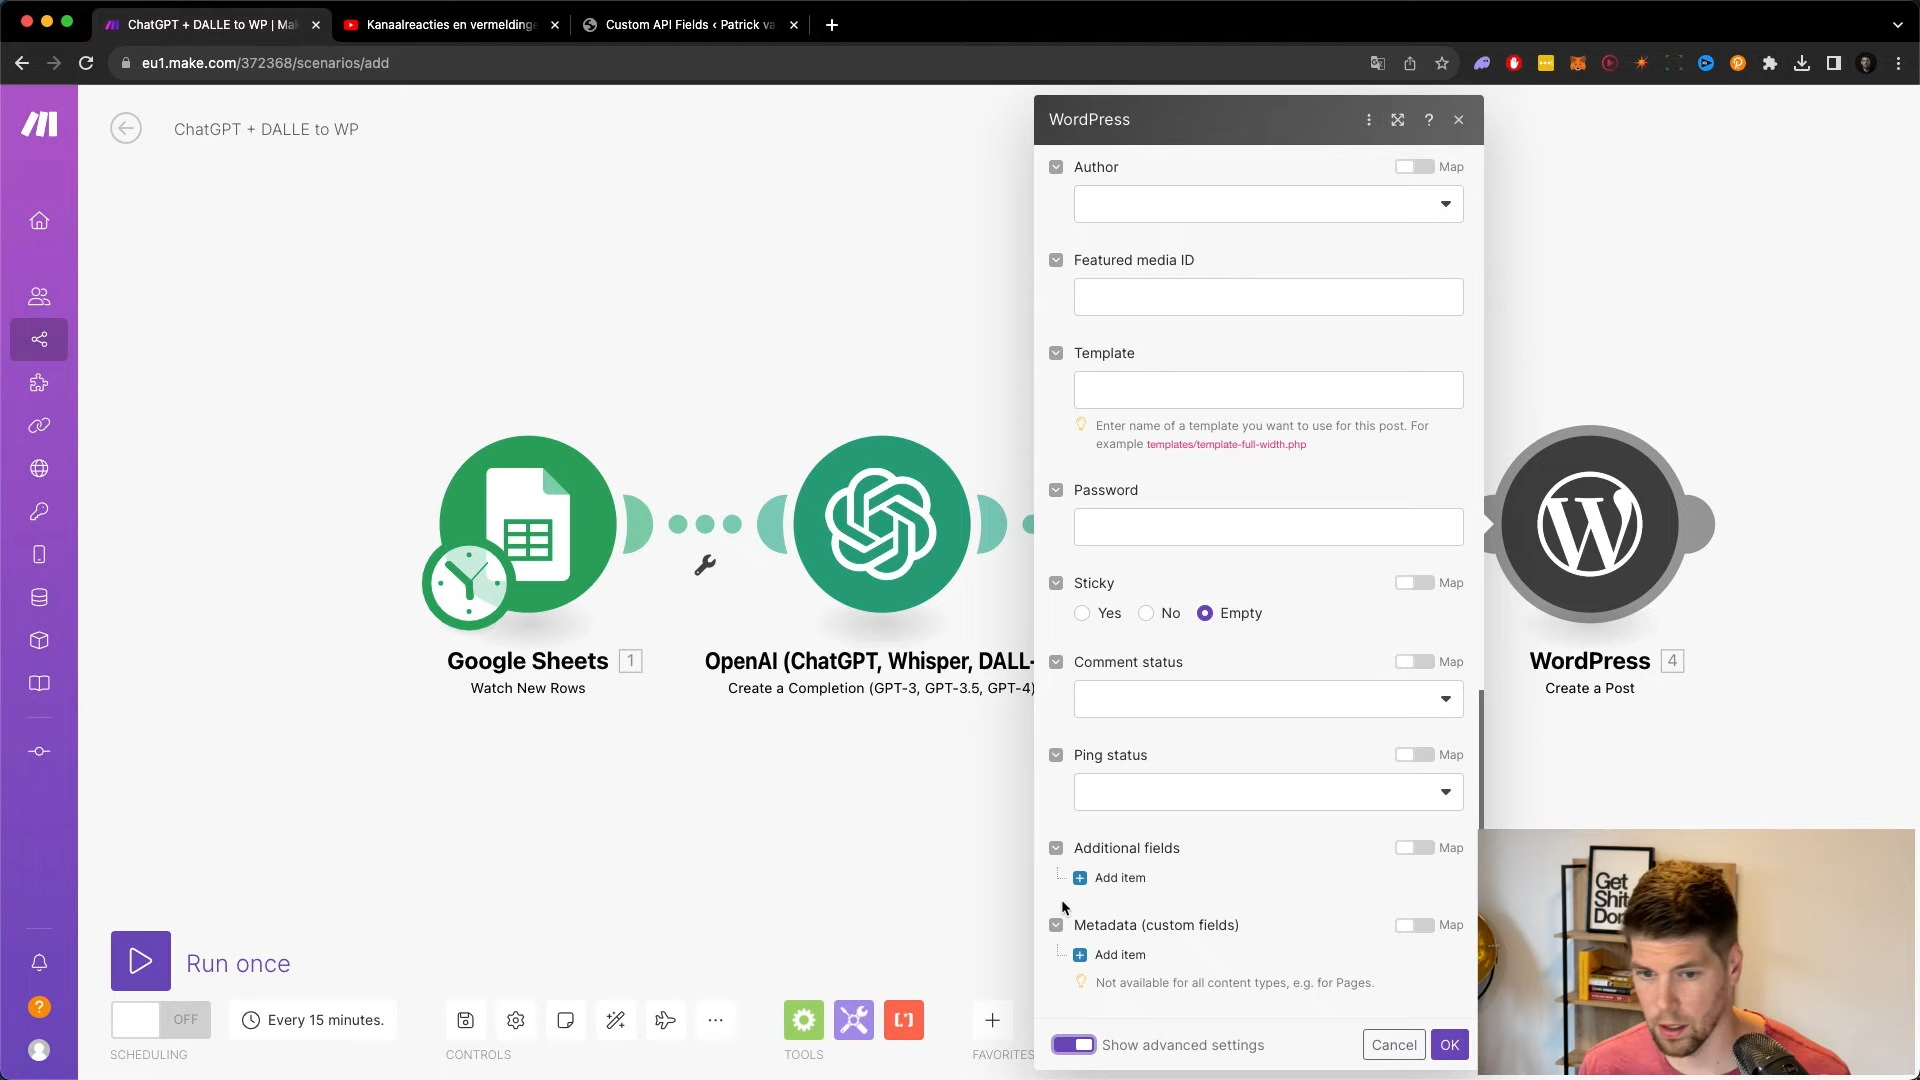 ChatGPT + DALLE to WP | Mak
Kanaalreacties en vermeldinge
Custom API Fields ‹ Patrick va
eu1.make.com/372368/scenarios/add
ChatGPT + DALLE to WP
WordPress
Author
Map
Featured media ID
Template
Enter name of a template you want to use for this post. For
example templates/template-full-width.php
Password
Sticky
Map
Yes
No
Empty
Comment status
Map
Ping status
Map
Additional fields
Map
Add item
Metadata (custom fields)
Map
Add item
Not available for all content types, e.g. for Pages.
Show advanced settings
Cancel
OK
Google Sheets 1
Watch New Rows
OpenAI (ChatGPT, Whisper, DALL-
Create a Completion (GPT-3, GPT-3.5, GPT-4)
WordPress 4
Create a Post
Run once
OFF
Every 15 minutes.
SCHEDULING
CONTROLS
TOOLS
FAVORITES
Get
Shit
Don